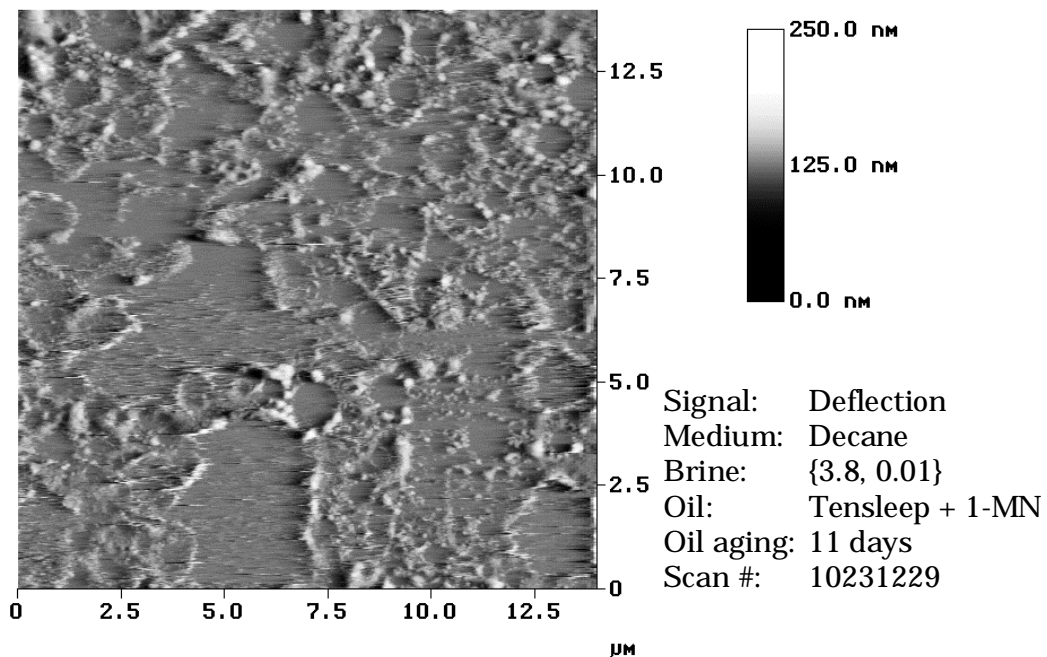 250.0 nM
125.0 nM
0.0 nM
12.5
10.0
7.5
5.0
2.5
0
0 2.5 5.0 7.5 10.0 12.5
µM
Signal: Deflection
Medium: Decane
Brine: {3.8, 0.01}
Oil: Tensleep + 1-MN
Oil aging: 11 days
Scan #: 10231229